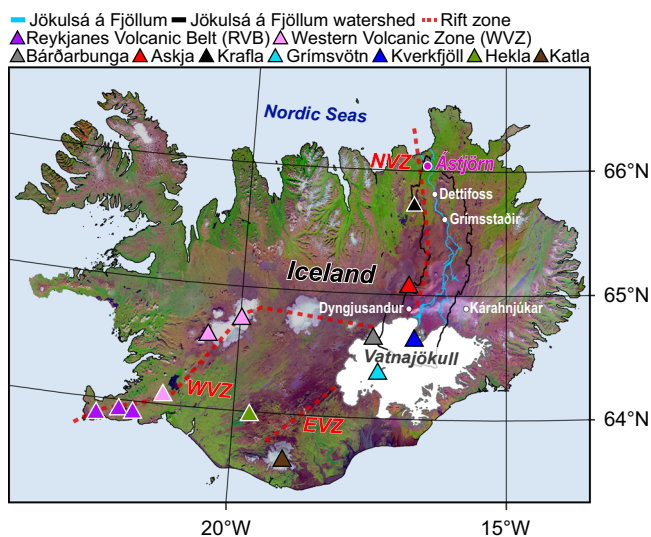 Jökulsá á Fjöllum Jökulsá á Fjöllum watershed Rift zone
Reykjanes Volcanic Belt (RVB) Western Volcanic Zone (WVZ)
Bárðarbunga Askja Krafla Grímsvötn Kverkfjöll Hekla Katla
Nordic Seas
NVZ
Ástjörn
66°N
Dettifoss
Grímsstaðir
Iceland
65°N
Dyngjusandur
Kárahnjúkar
Vatnajökull
WVZ
EVZ
64°N
20°W
15°W